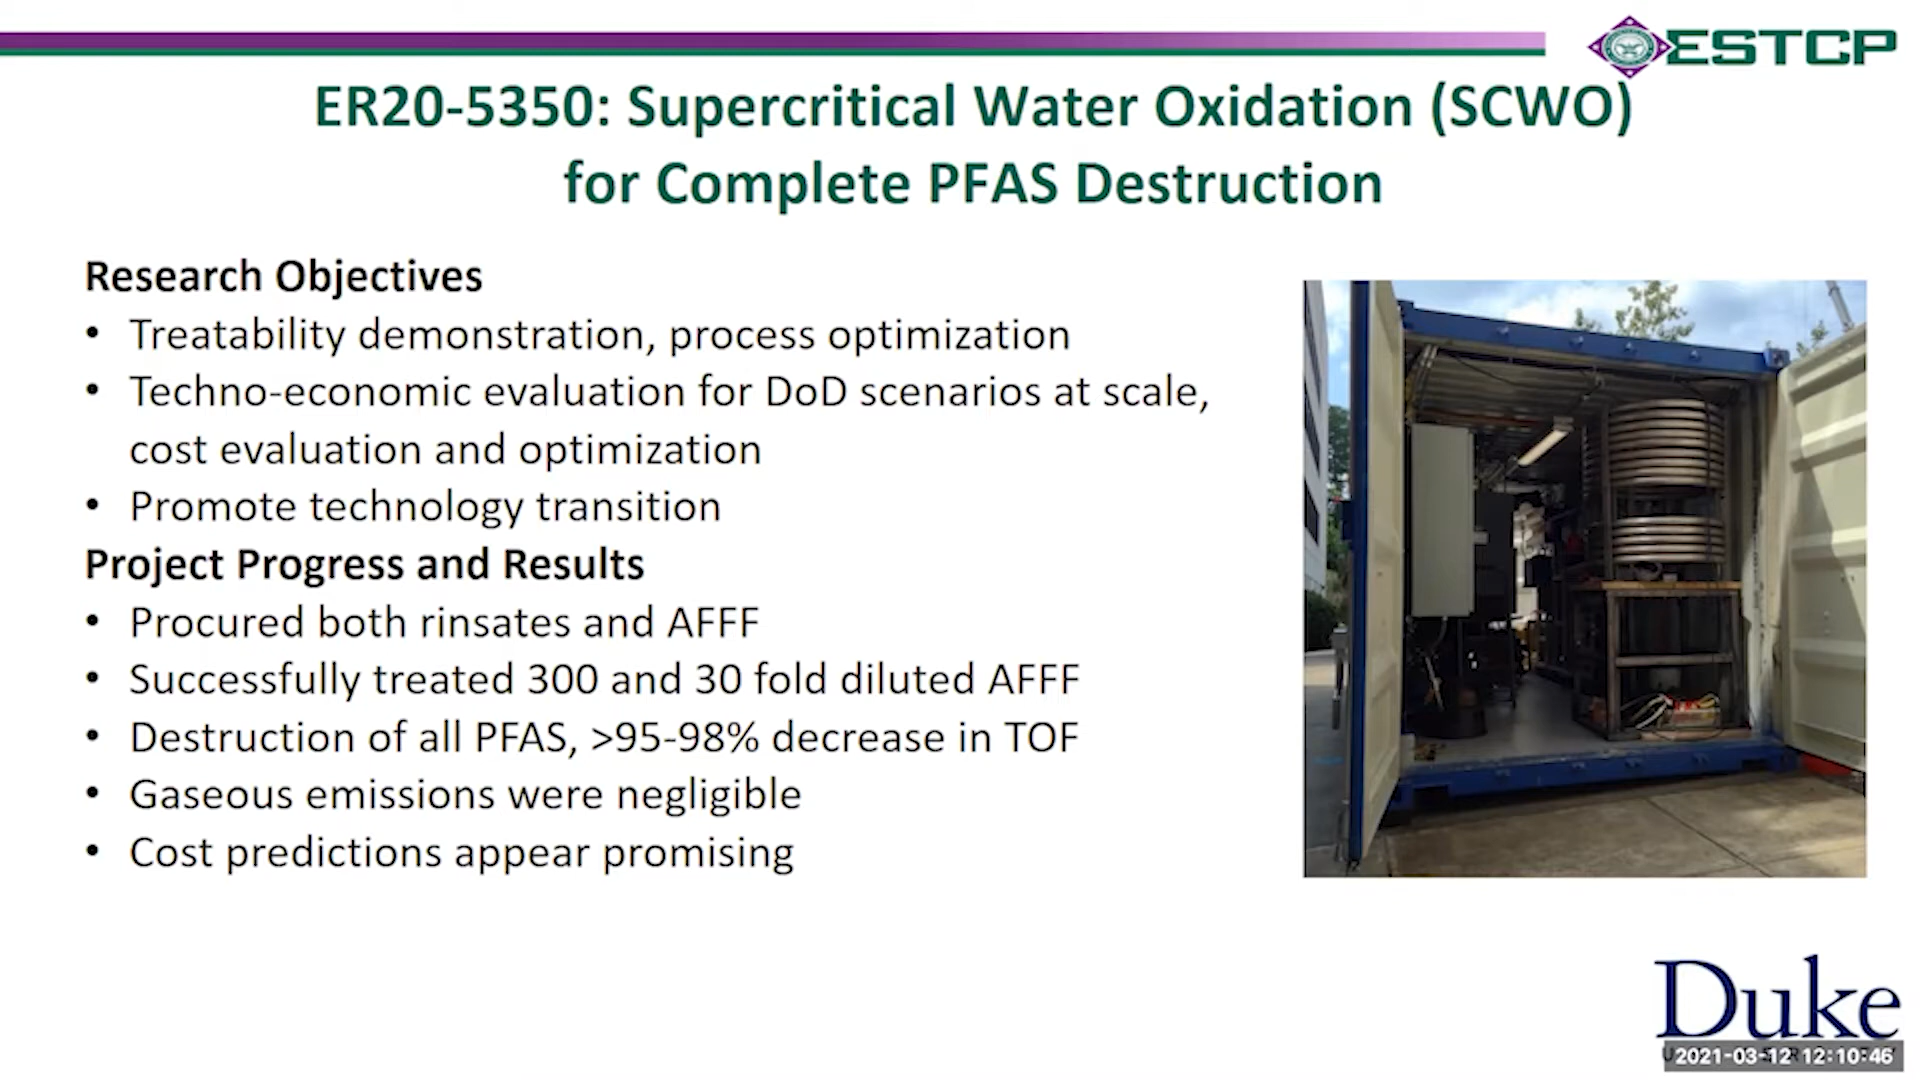 ESTCP
ER20-5350: Supercritical Water Oxidation (SCWO)
for Complete PFAS Destruction
Research Objectives
• Treatability demonstration, process optimization
• Techno-economic evaluation for DoD scenarios at scale,
cost evaluation and optimization
• Promote technology transition
Project Progress and Results
• Procured both rinsates and AFFF
• Successfully treated 300 and 30 fold diluted AFFF
• Destruction of all PFAS, >95-98% decrease in TOF
• Gaseous emissions were negligible
• Cost predictions appear promising
Duke
2021-03-12 12:10:46